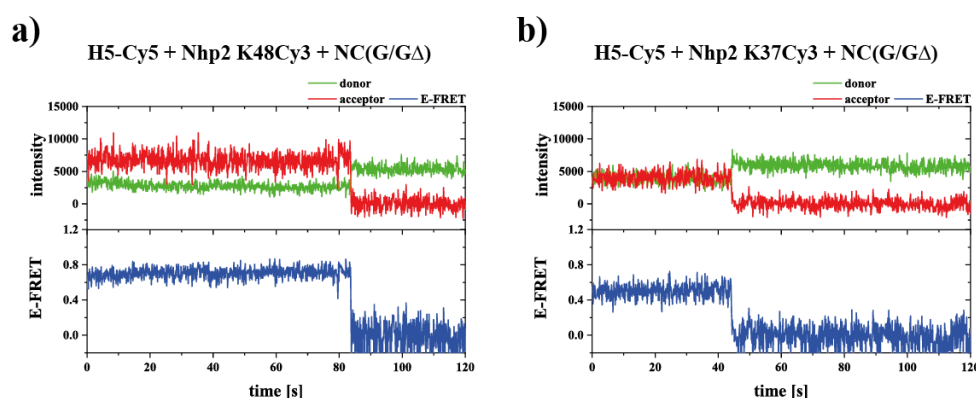 a)
H5-Cy5 + Nhp2 K48Cy3 + NC(G/GΔ)
donor
acceptor E-FRET
15000
10000
5000
0
intensity
1.2
0.8
0.4
0.0
E-FRET
0 20 40 60 80 100 120
time [s]
b)
H5-Cy5 + Nhp2 K37Cy3 + NC(G/GΔ)
donor
acceptor E-FRET
15000
10000
5000
0
intensity
1.2
0.8
0.4
0.0
E-FRET
0 20 40 60 80 100 120
time [s]